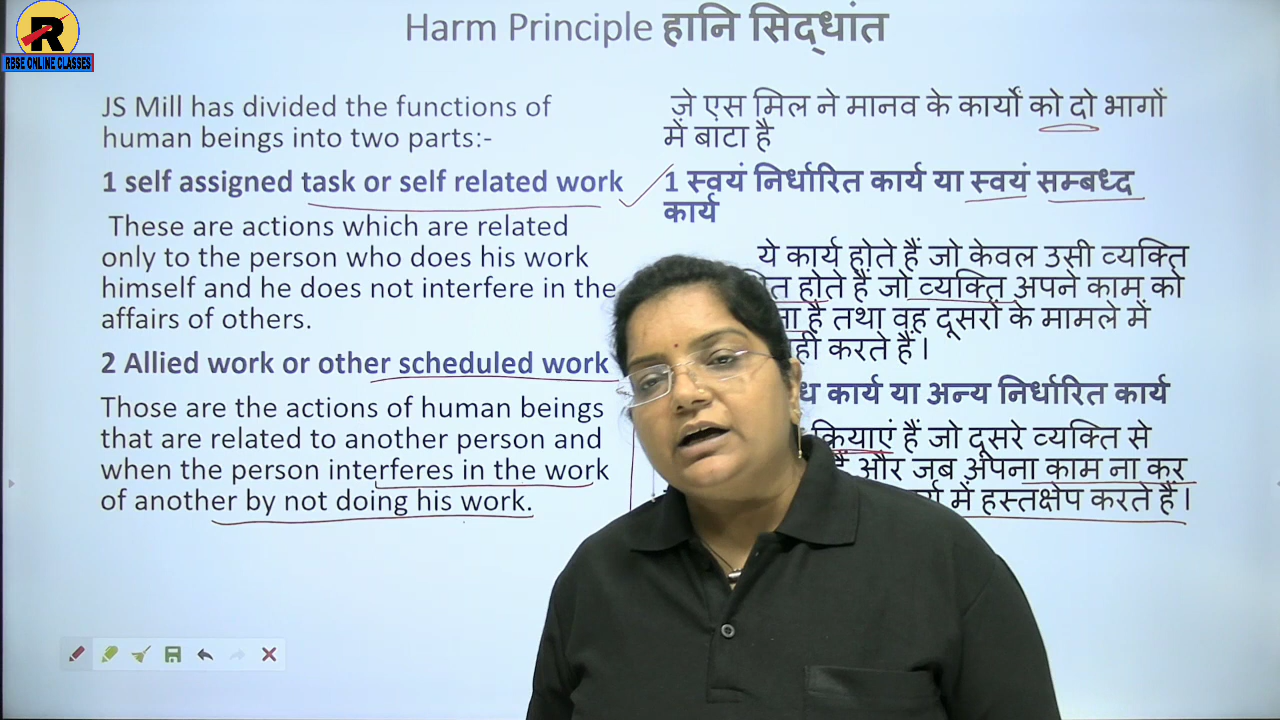 RBSE ONLINE CLASSES
Harm Principle हानि सिद्धांत
JS Mill has divided the functions of
human beings into two parts:-
1 self assigned task or self related work
These are actions which are related
only to the person who does his work
himself and he does not interfere in the
affairs of others.
2 Allied work or other scheduled work
Those are the actions of human beings
that are related to another person and
when the person interferes in the work
of another by not doing his work.
जे एस मिल ने मानव के कार्यों को दो भागों
में बाटा है
1 स्वयं निर्धारित कार्य या स्वयं सम्बध्द
कार्य
ये कार्य होते हैं जो केवल उसी व्यक्ति
होते हैं जो व्यक्ति अपने काम को
है तथा वह दूसरों के मामले में
करते हैं ।
कार्य या अन्य निर्धारित कार्य
क्रियाएं हैं जो दूसरे व्यक्ति से
और जब अपना काम ना कर
में हस्तक्षेप करते हैं ।